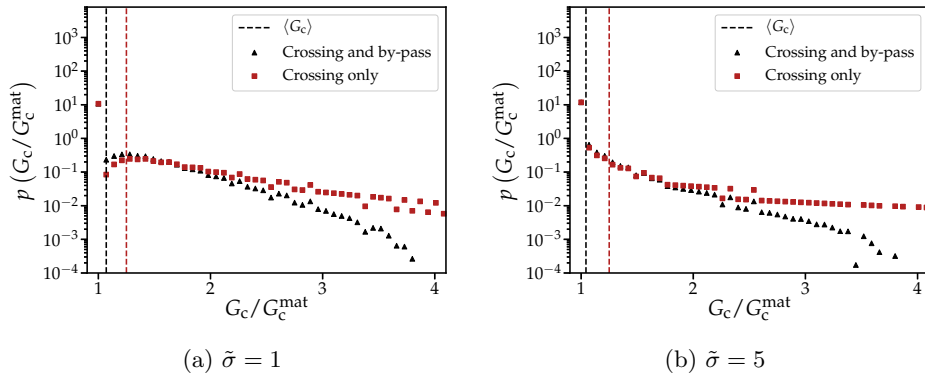 10³
10²
10¹
10⁰
10⁻¹
10⁻²
10⁻³
10⁻⁴
p (G_c/G_c^mat)
⟨G_c⟩
Crossing and by-pass
Crossing only
1 2 3 4
G_c/G_c^mat
(a) σ̃ = 1
10³
10²
10¹
10⁰
10⁻¹
10⁻²
10⁻³
10⁻⁴
p (G_c/G_c^mat)
⟨G_c⟩
Crossing and by-pass
Crossing only
1 2 3 4
G_c/G_c^mat
(b) σ̃ = 5